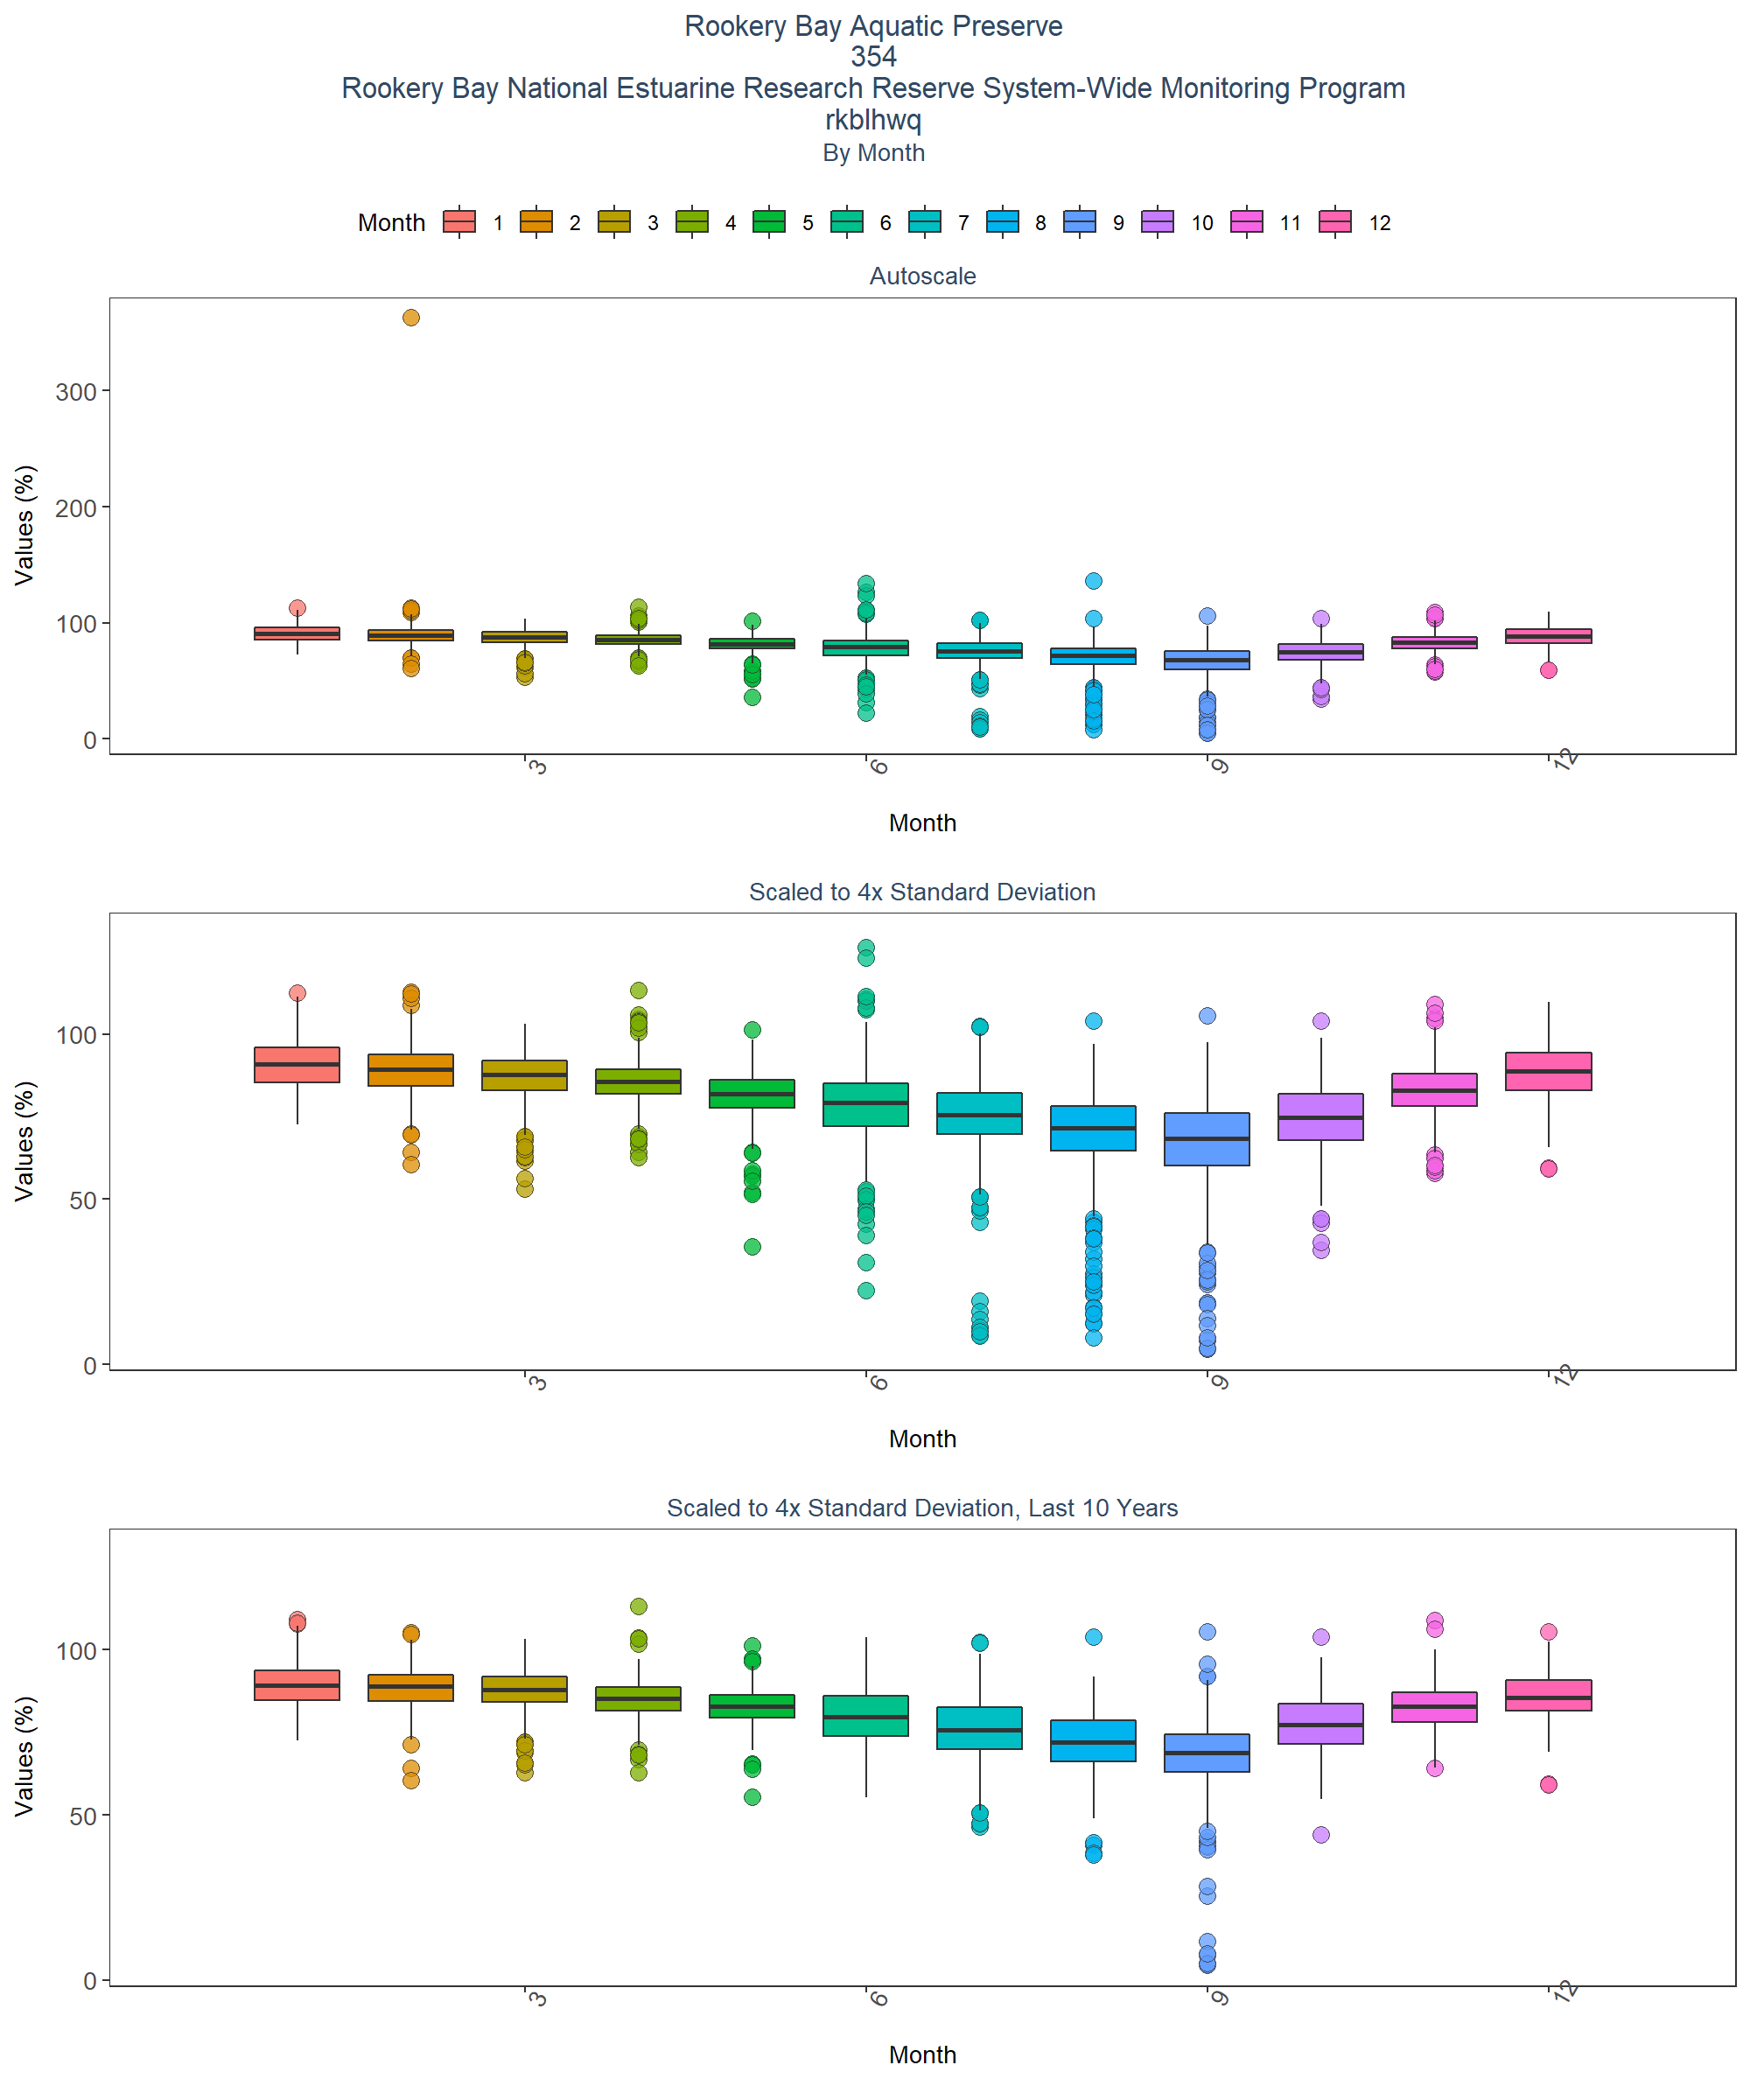 Rookery Bay Aquatic Preserve
354
Rookery Bay National Estuarine Research Reserve System-Wide Monitoring Program
rkblhwq
By Month
Month 1 2 3 4 5 6 7 8 9 10 11 12
Autoscale
Values (%)
300
200
100
0
3 6 9 12
Month
Scaled to 4x Standard Deviation
Values (%)
100
50
0
3 6 9 12
Month
Scaled to 4x Standard Deviation, Last 10 Years
Values (%)
100
50
0
3 6 9 12
Month